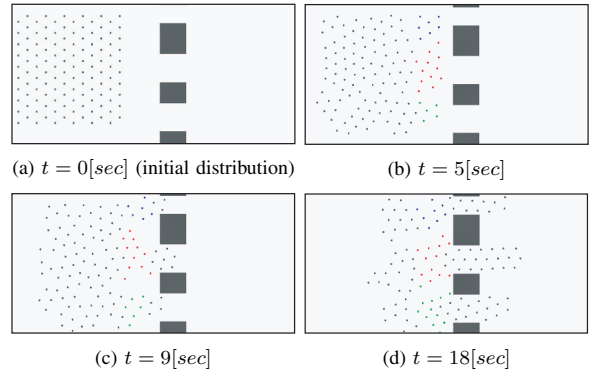 (a) t = 0[sec] (initial distribution)
(b) t = 5[sec]
(c) t = 9[sec]
(d) t = 18[sec]